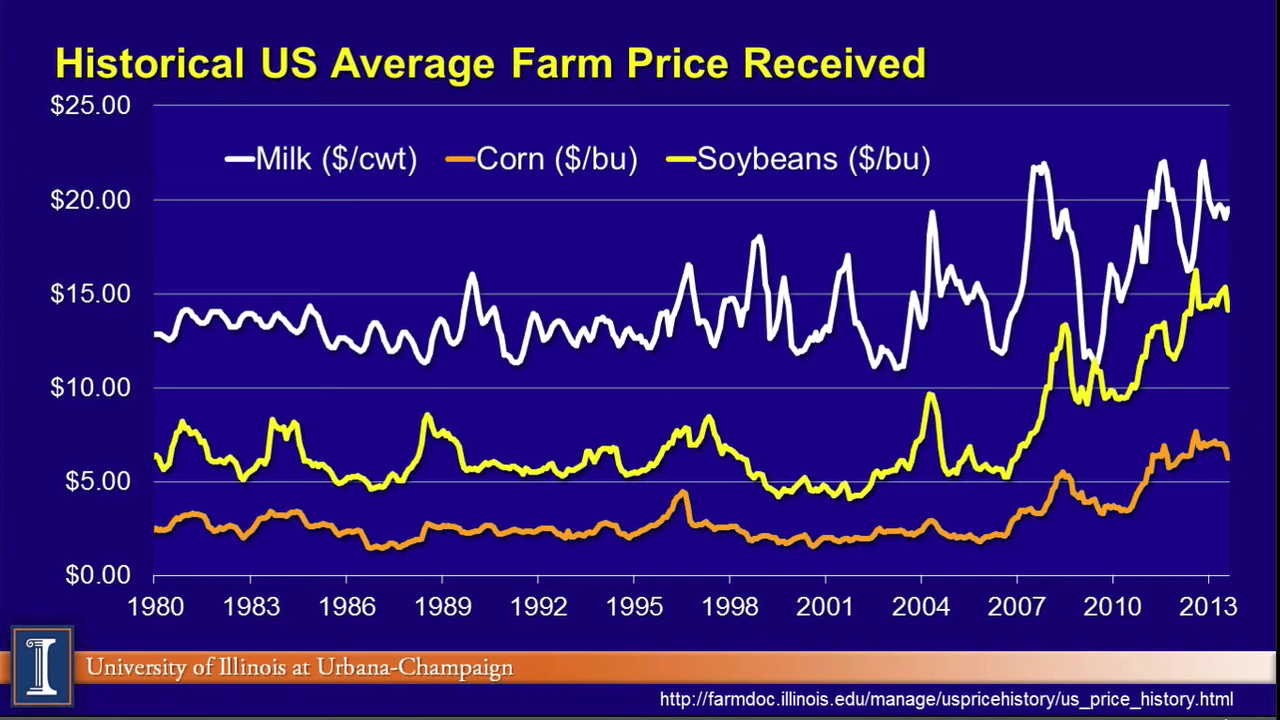 Historical US Average Farm Price Received
$25.00
Milk ($/cwt) Corn ($/bu) Soybeans ($/bu)
$20.00
$15.00
$10.00
$5.00
$0.00
1980 1983 1986 1989 1992 1995 1998 2001 2004 2007 2010 2013
I
University of Illinois at Urbana-Champaign
http://farmdoc.illinois.edu/manage/uspricehistory/us_price_history.html